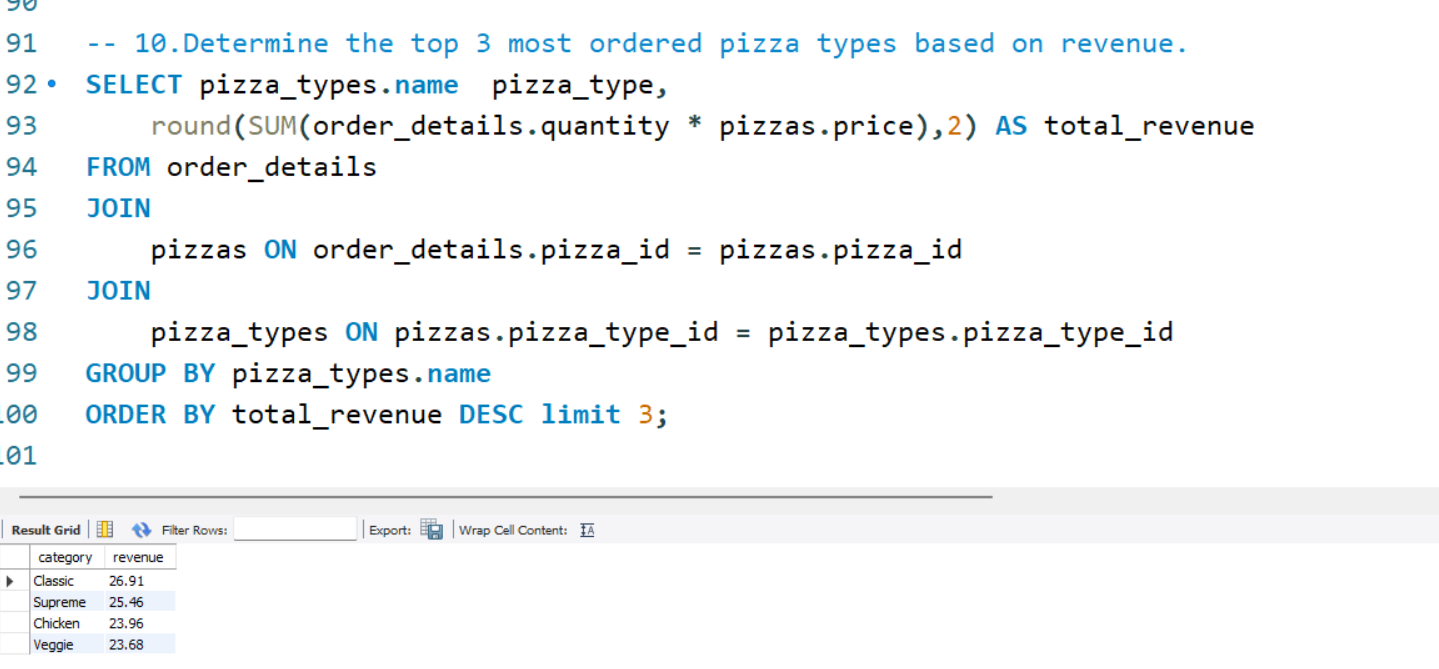 90
91 -- 10.Determine the top 3 most ordered pizza types based on revenue.
92 SELECT pizza_types.name  pizza_type,
93     round(SUM(order_details.quantity * pizzas.price),2) AS total_revenue
94 FROM order_details
95 JOIN
96     pizzas ON order_details.pizza_id = pizzas.pizza_id
97 JOIN
98     pizza_types ON pizzas.pizza_type_id = pizza_types.pizza_type_id
99 GROUP BY pizza_types.name
100 ORDER BY total_revenue DESC limit 3;
101
Result Grid Filter Rows: Export: Wrap Cell Content: IA
category revenue
Classic 26.91
Supreme 25.46
Chicken 23.96
Veggie 23.68